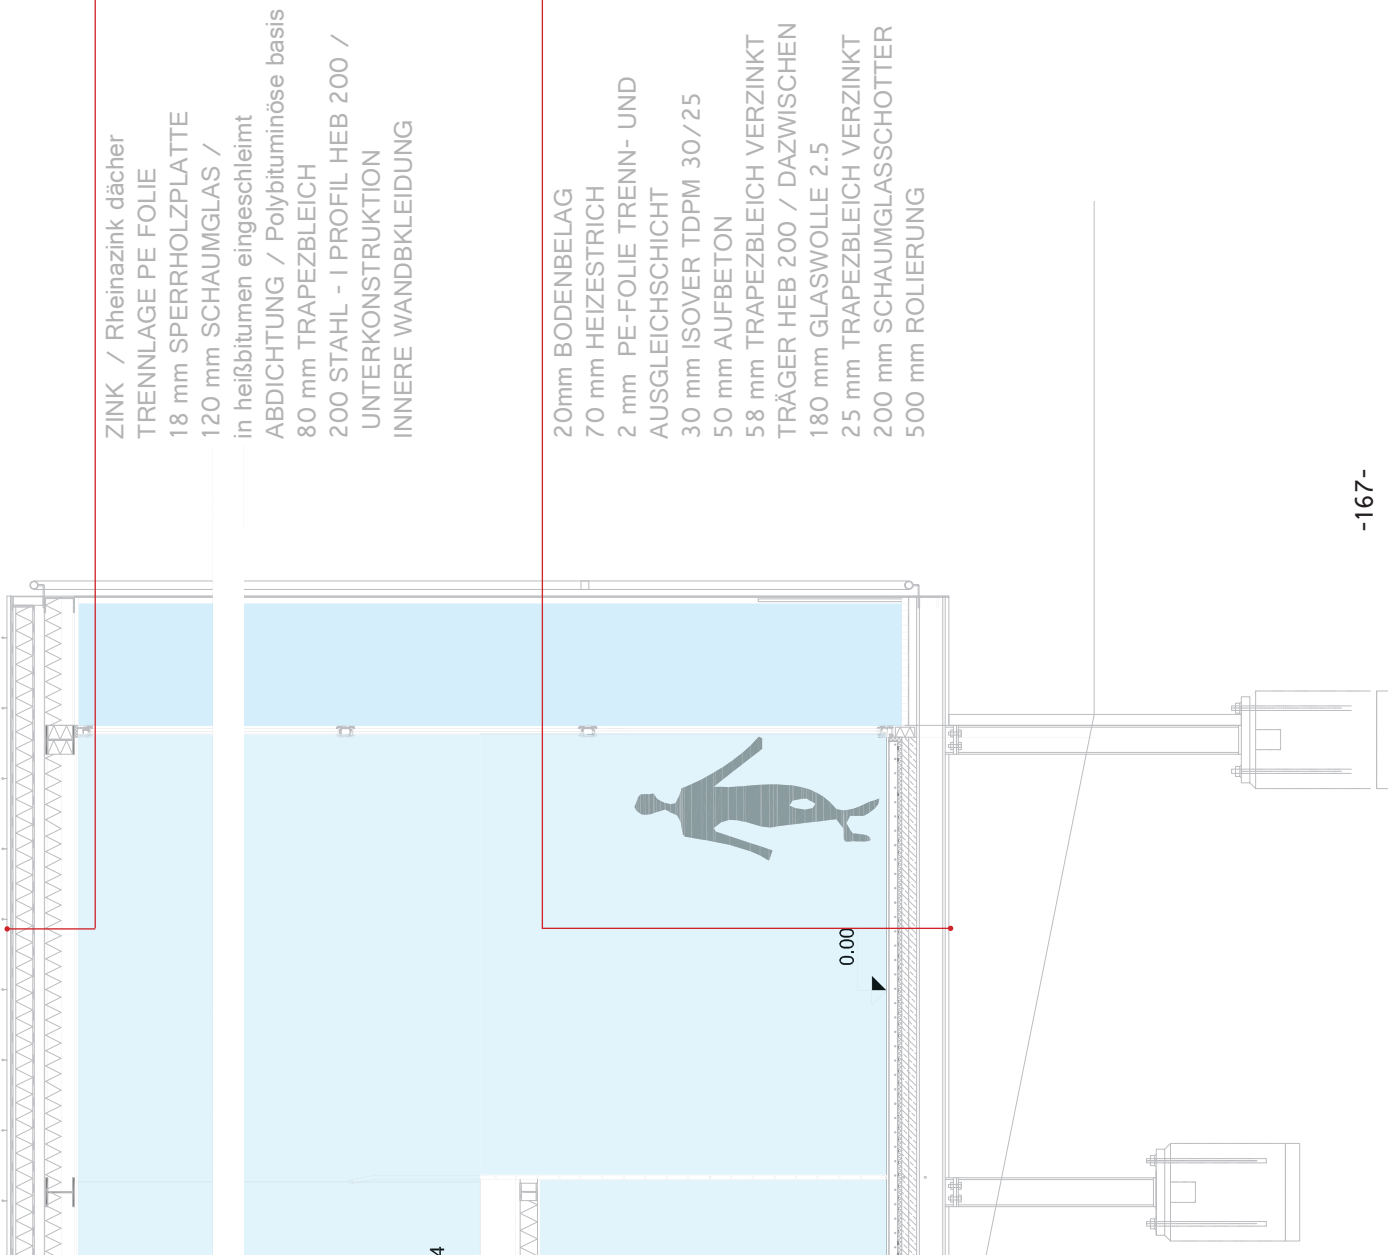 ZINK / Rheinazink dächer
TRENNLAGE PE FOLIE
18 mm SPERRHOLZPLATTE
120 mm SCHAUMGLAS /
in heißbitumen eingeschleimt
ABDICHTUNG / Polybituminöse basis
80 mm TRAPEZBLEICH
200 STAHL - I PROFIL HEB 200 /
UNTERKONSTRUKTION
INNERE WANDBKLEIDUNG
20mm BODENBELAG
70 mm HEIZESTRICH
2 mm PE-FOLIE TRENN- UND
AUSGLEICHSCHICHT
30 mm ISOVER TDPM 30/25
50 mm AUFBETON
58 mm TRAPEZBLEICH VERZINKT
TRÄGER HEB 200 / DAZWISCHEN
180 mm GLASWOLLE 2.5
25 mm TRAPEZBLEICH VERZINKT
200 mm SCHAUMGLASSCHOTTER
500 mm ROLIERUNG
-167-
0.00
4